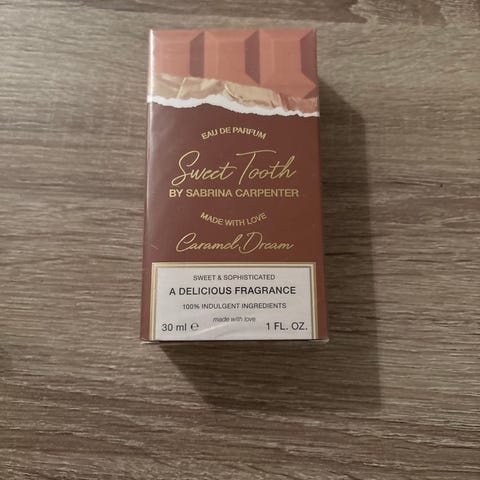 EAU DE PARFUM
Sweet Tooth
BY SABRINA CARPENTER
MADE WITH LOVE
Caramel Dream
SWEET & SOPHISTICATED
A DELICIOUS FRAGRANCE
100% INDULGENT INGREDIENTS
made with love
30 ml ℮ 1 FL. OZ.